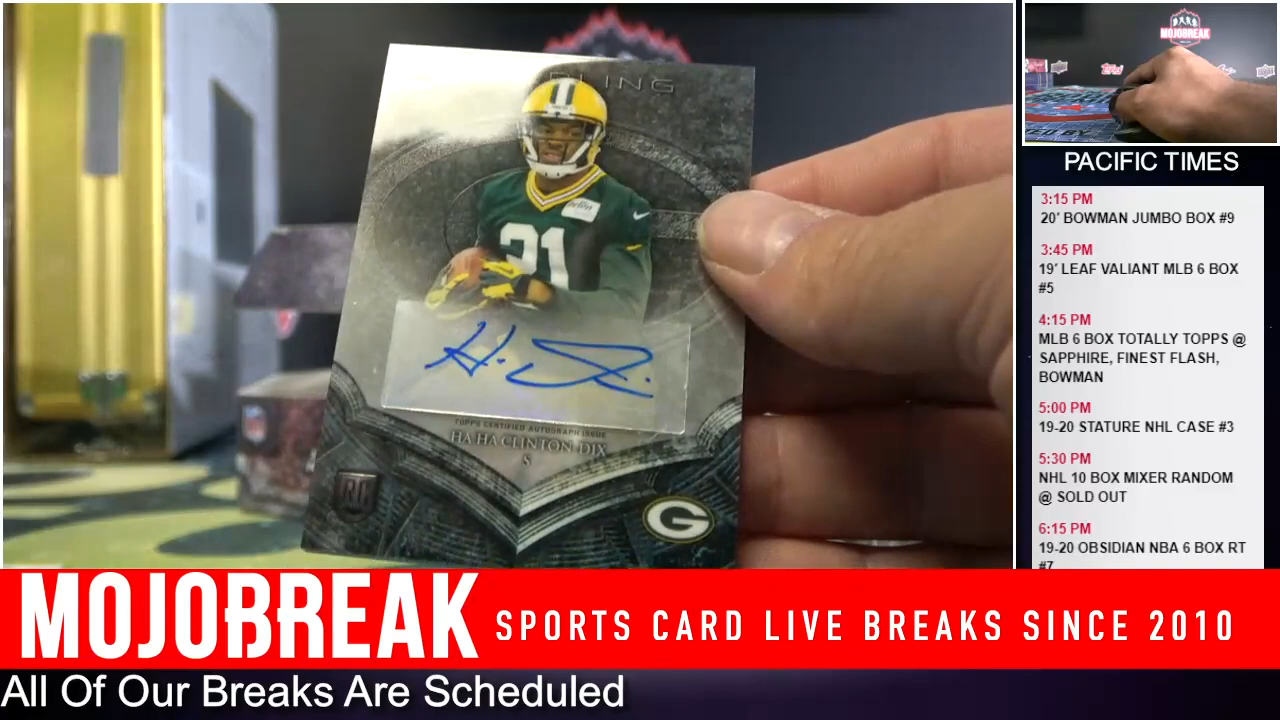 LING
21
H. D.
TOPPS CERTIFIED AUTOGRAPH ISSUE
HA HA CLINTON-DIX
S
RC
G
NFL
MOJOBREAK
topps
PACIFIC TIMES
3:15 PM
20' BOWMAN JUMBO BOX #9
3:45 PM
19' LEAF VALIANT MLB 6 BOX
#5
4:15 PM
MLB 6 BOX TOTALLY TOPPS @
SAPPHIRE, FINEST FLASH,
BOWMAN
5:00 PM
19-20 STATURE NHL CASE #3
5:30 PM
NHL 10 BOX MIXER RANDOM
@ SOLD OUT
6:15 PM
19-20 OBSIDIAN NBA 6 BOX RT
#7
MOJOBREAK SPORTS CARD LIVE BREAKS SINCE 2010
All Of Our Breaks Are Scheduled